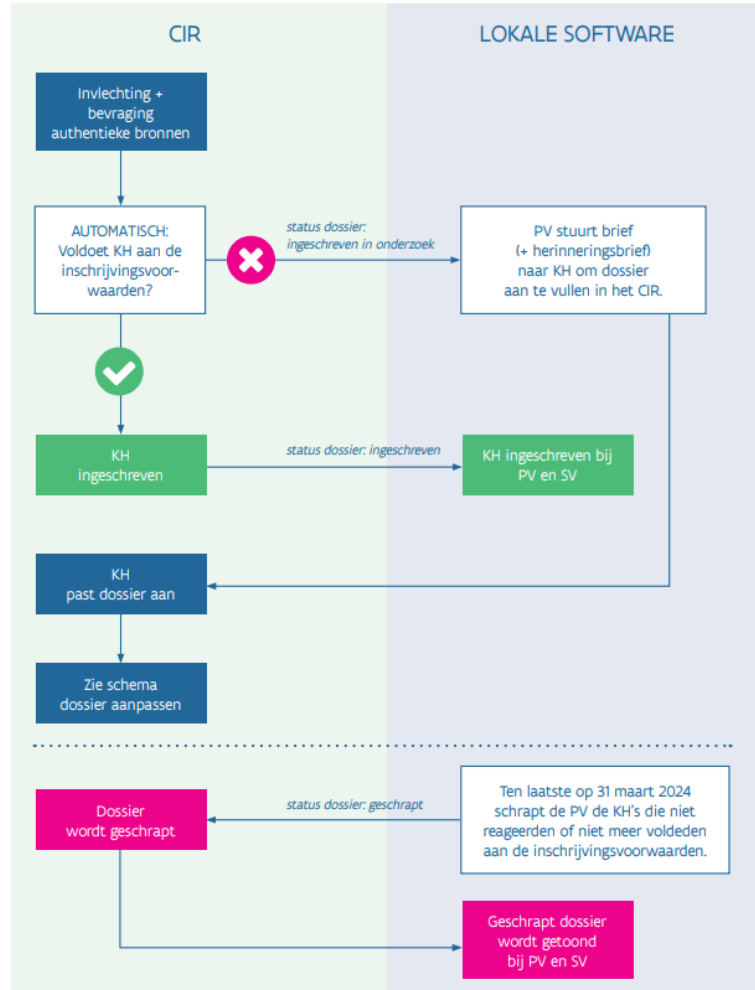 CIR
LOKALE SOFTWARE
Invlechting +
bevraging
authentieke bronnen
AUTOMATISCH:
Voldoet KH aan de
inschrijvingsvoor-
waarden?
status dossier:
ingeschreven in onderzoek
PV stuurt brief
(+ herinneringsbrief)
naar KH om dossier
aan te vullen in het CIR.
KH
ingeschreven
status dossier: ingeschreven
KH ingeschreven bij
PV en SV
KH
past dossier aan
Zie schema
dossier aanpassen
Dossier
wordt geschrapt
status dossier: geschrapt
Ten laatste op 31 maart 2024
schrapt de PV de KH's die niet
reageerden of niet meer voldeden
aan de inschrijvingsvoorwaarden.
Geschrapt dossier
wordt getoond
bij PV en SV